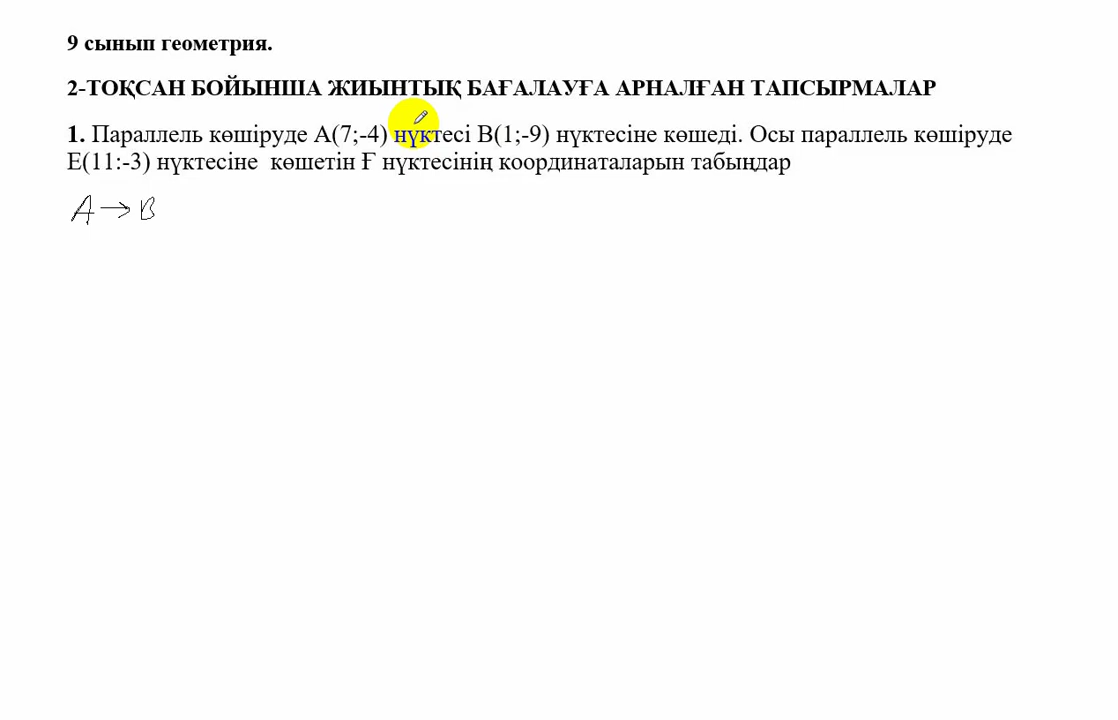 9 сынып геометрия.
2-ТОҚСАН БОЙЫНША ЖИЫНТЫҚ БАҒАЛАУҒА АРНАЛҒАН ТАПСЫРМАЛАР
1. Параллель көшіруде А(7;-4) нүктесі В(1;-9) нүктесіне көшеді. Осы параллель көшіруде
Е(11:-3) нүктесіне көшетін Ғ нүктесінің координаталарын табыңдар
A → B